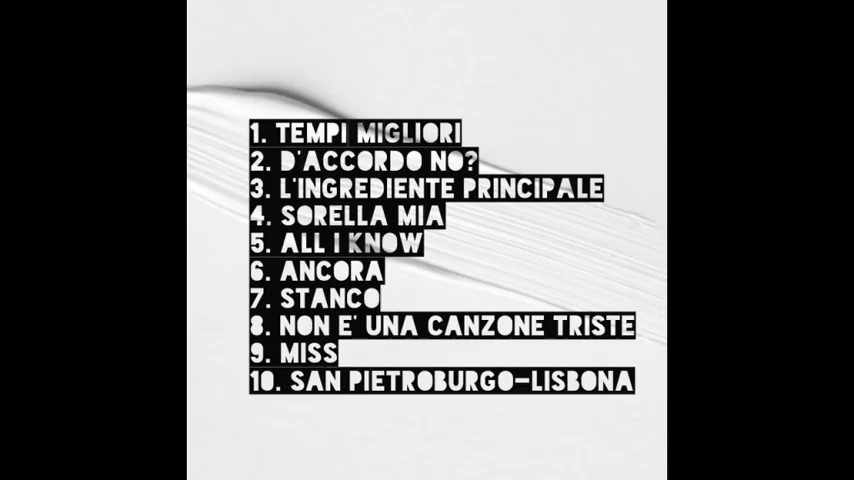 1. TEMPI MIGLIORI
2. D'ACCORDO NO?
3. L'INGREDIENTE PRINCIPALE
4. SORELLA MIA
5. ALL I KNOW
6. ANCORA
7. STANCO
8. NON E' UNA CANZONE TRISTE
9. MISS
10. SAN PIETROBURGO-LISBONA